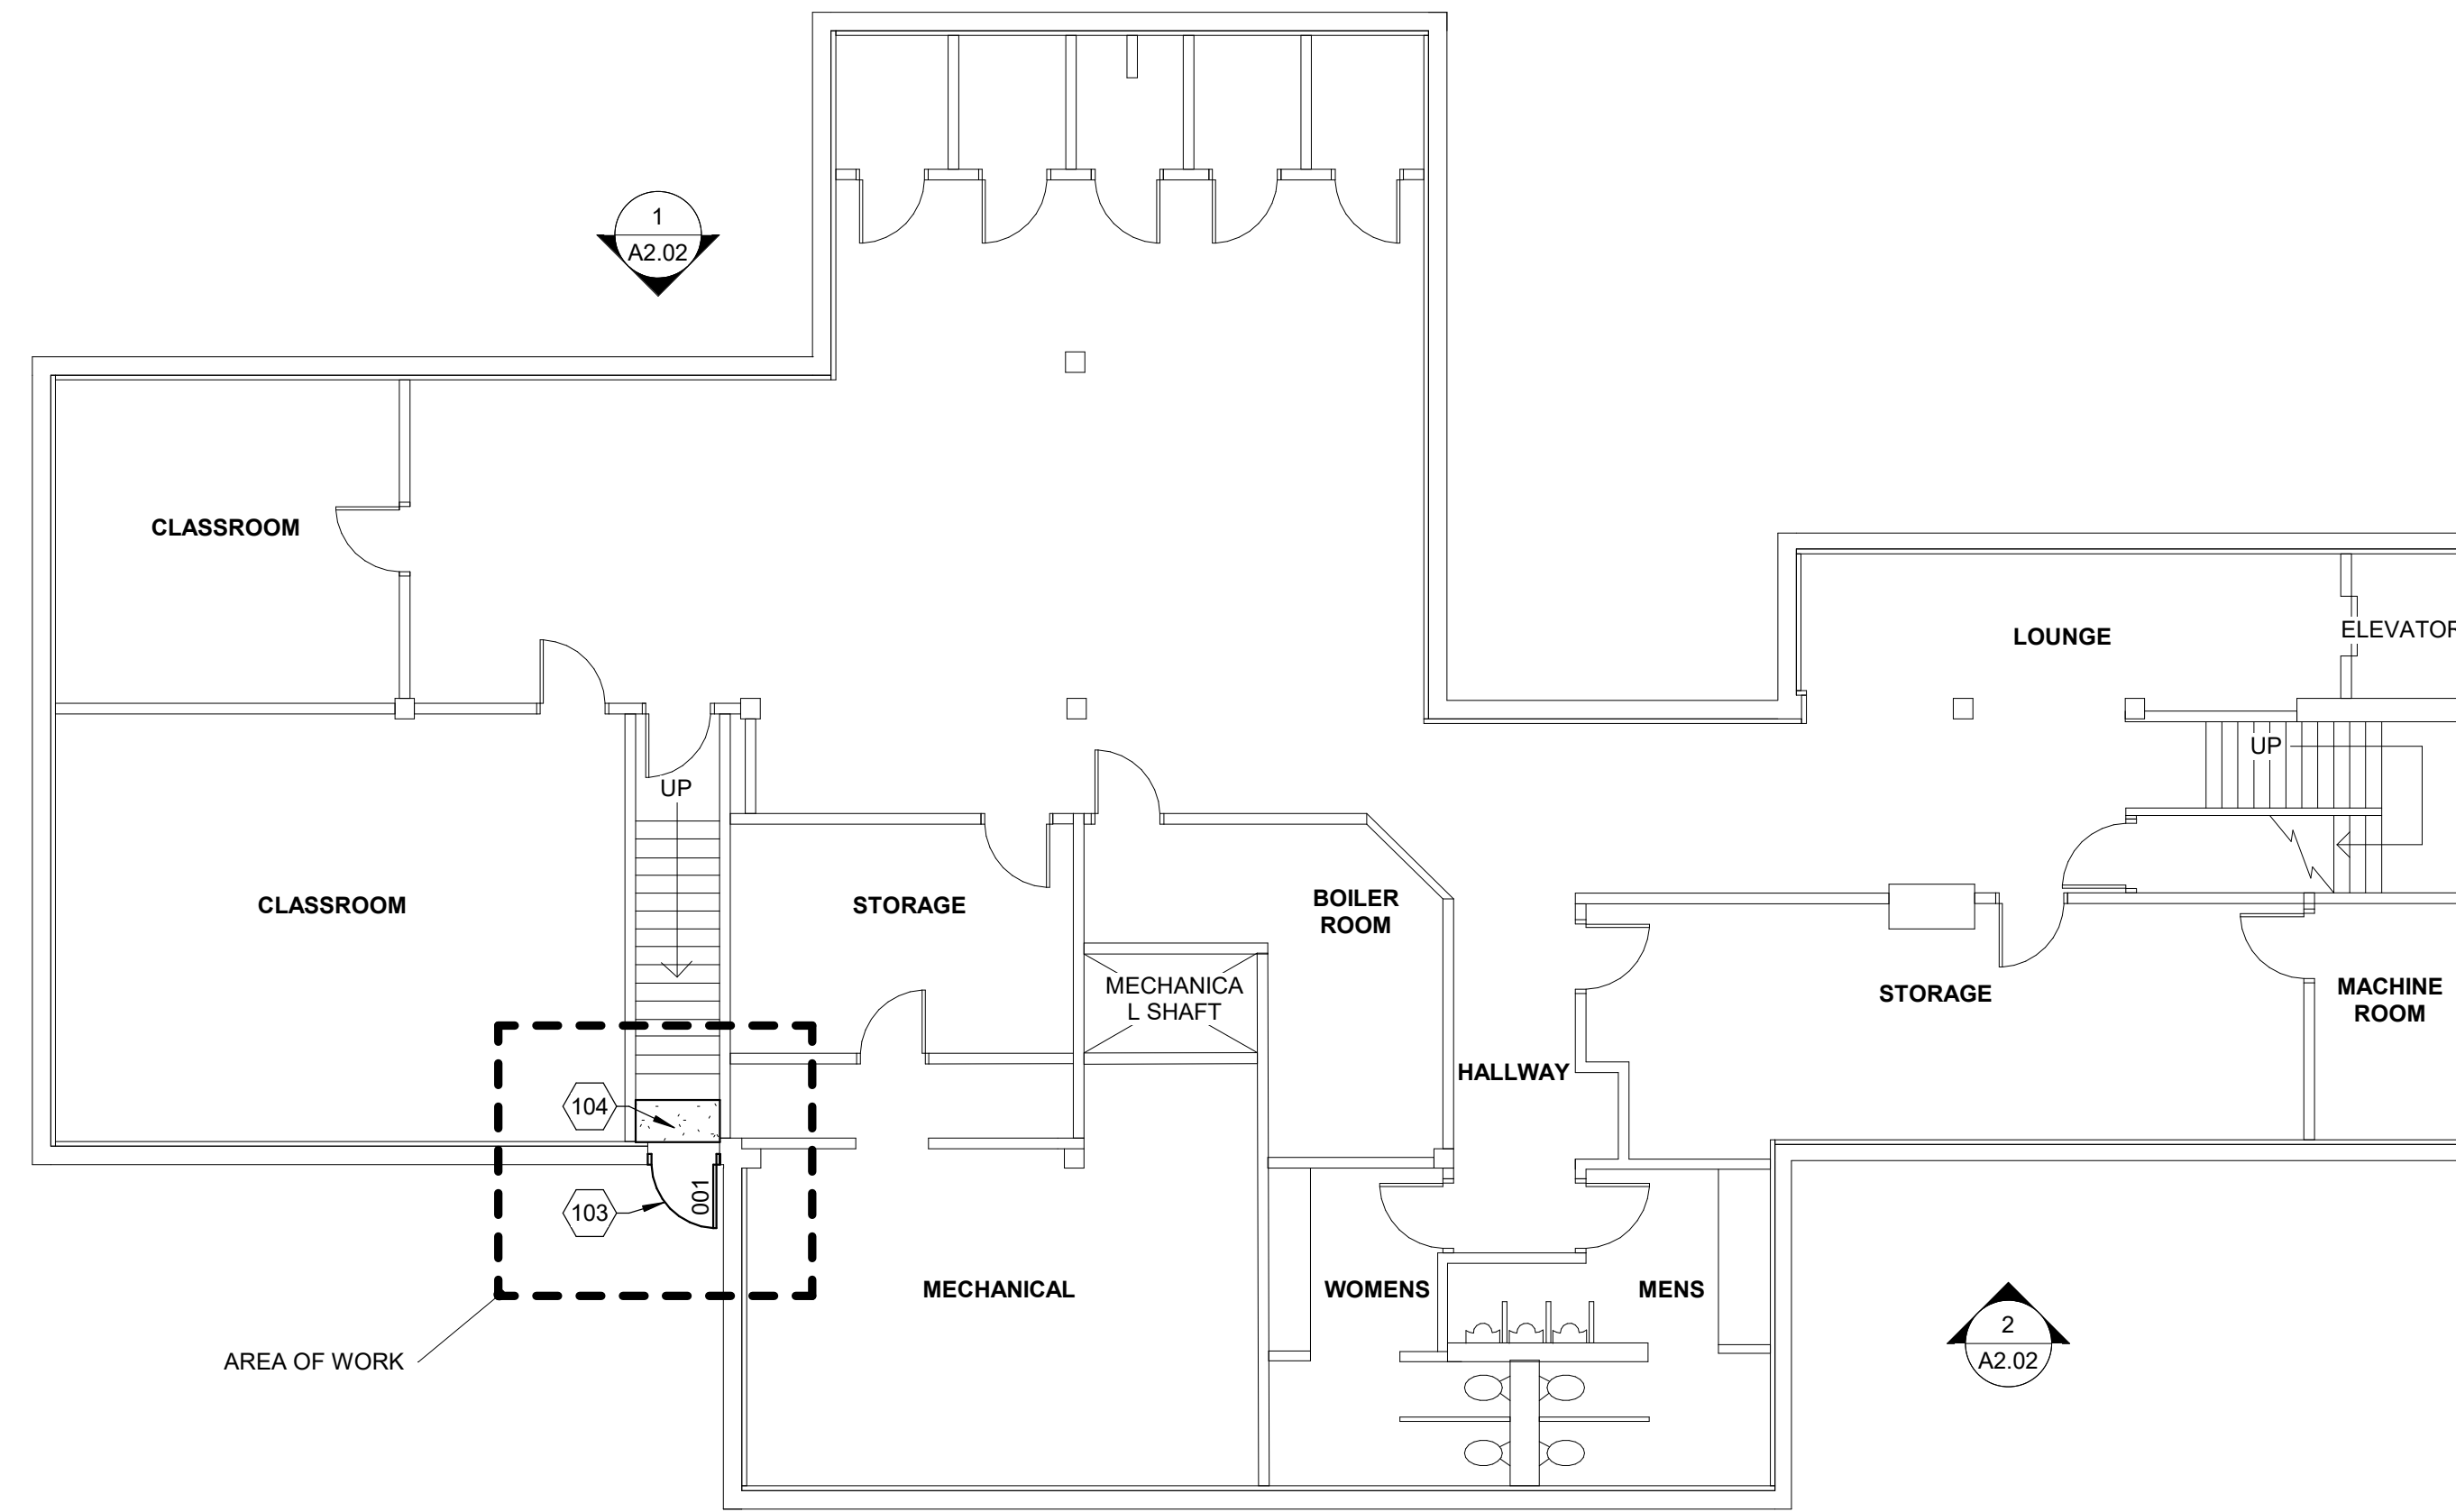 1
A2.02
CLASSROOM
LOUNGE
ELEVATOR
UP
UP
CLASSROOM
STORAGE
BOILER
ROOM
MECHANICA
L SHAFT
STORAGE
MACHINE
ROOM
HALLWAY
104
103
001
MECHANICAL
WOMENS
MENS
2
A2.02
AREA OF WORK